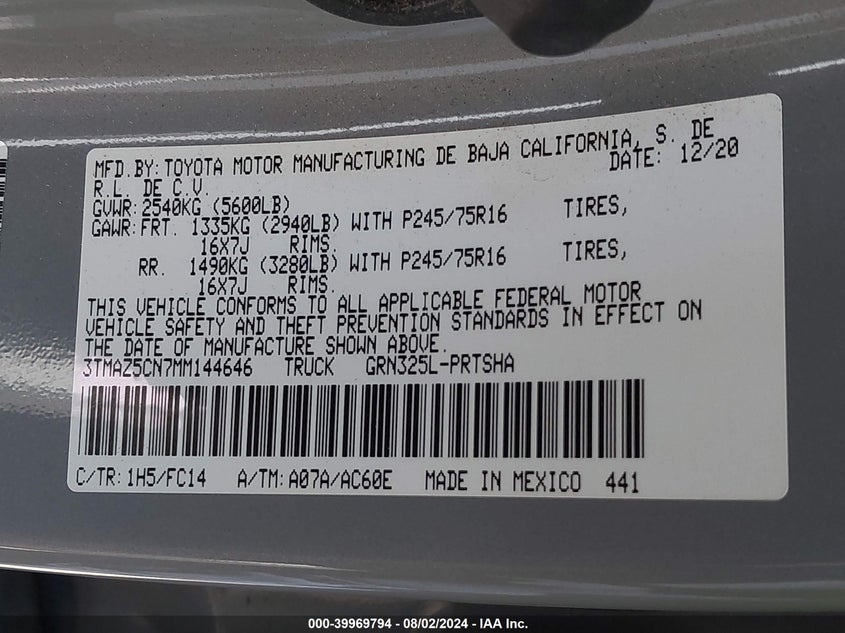 MFD.BY:TOYOTA MOTOR MANUFACTURING DE BAJA CALIFORNIA, S. DE
R.L. DE C.V. DATE: 12/20
GVWR:2540KG (5600LB)
GAWR:FRT. 1335KG (2940LB) WITH P245/75R16 TIRES,
16X7J RIMS.
RR. 1490KG (3280LB) WITH P245/75R16 TIRES,
16X7J RIMS.
THIS VEHICLE CONFORMS TO ALL APPLICABLE FEDERAL MOTOR
VEHICLE SAFETY AND THEFT PREVENTION STANDARDS IN EFFECT ON
THE DATE OF MANUFACTURE SHOWN ABOVE.
3TMAZ5CN7MM144646 TRUCK GRN325L-PRTSHA
C/TR:1H5/FC14 A/TM:A07A/AC60E MADE IN MEXICO 441
000-39969794 - 08/02/2024 - IAA Inc.